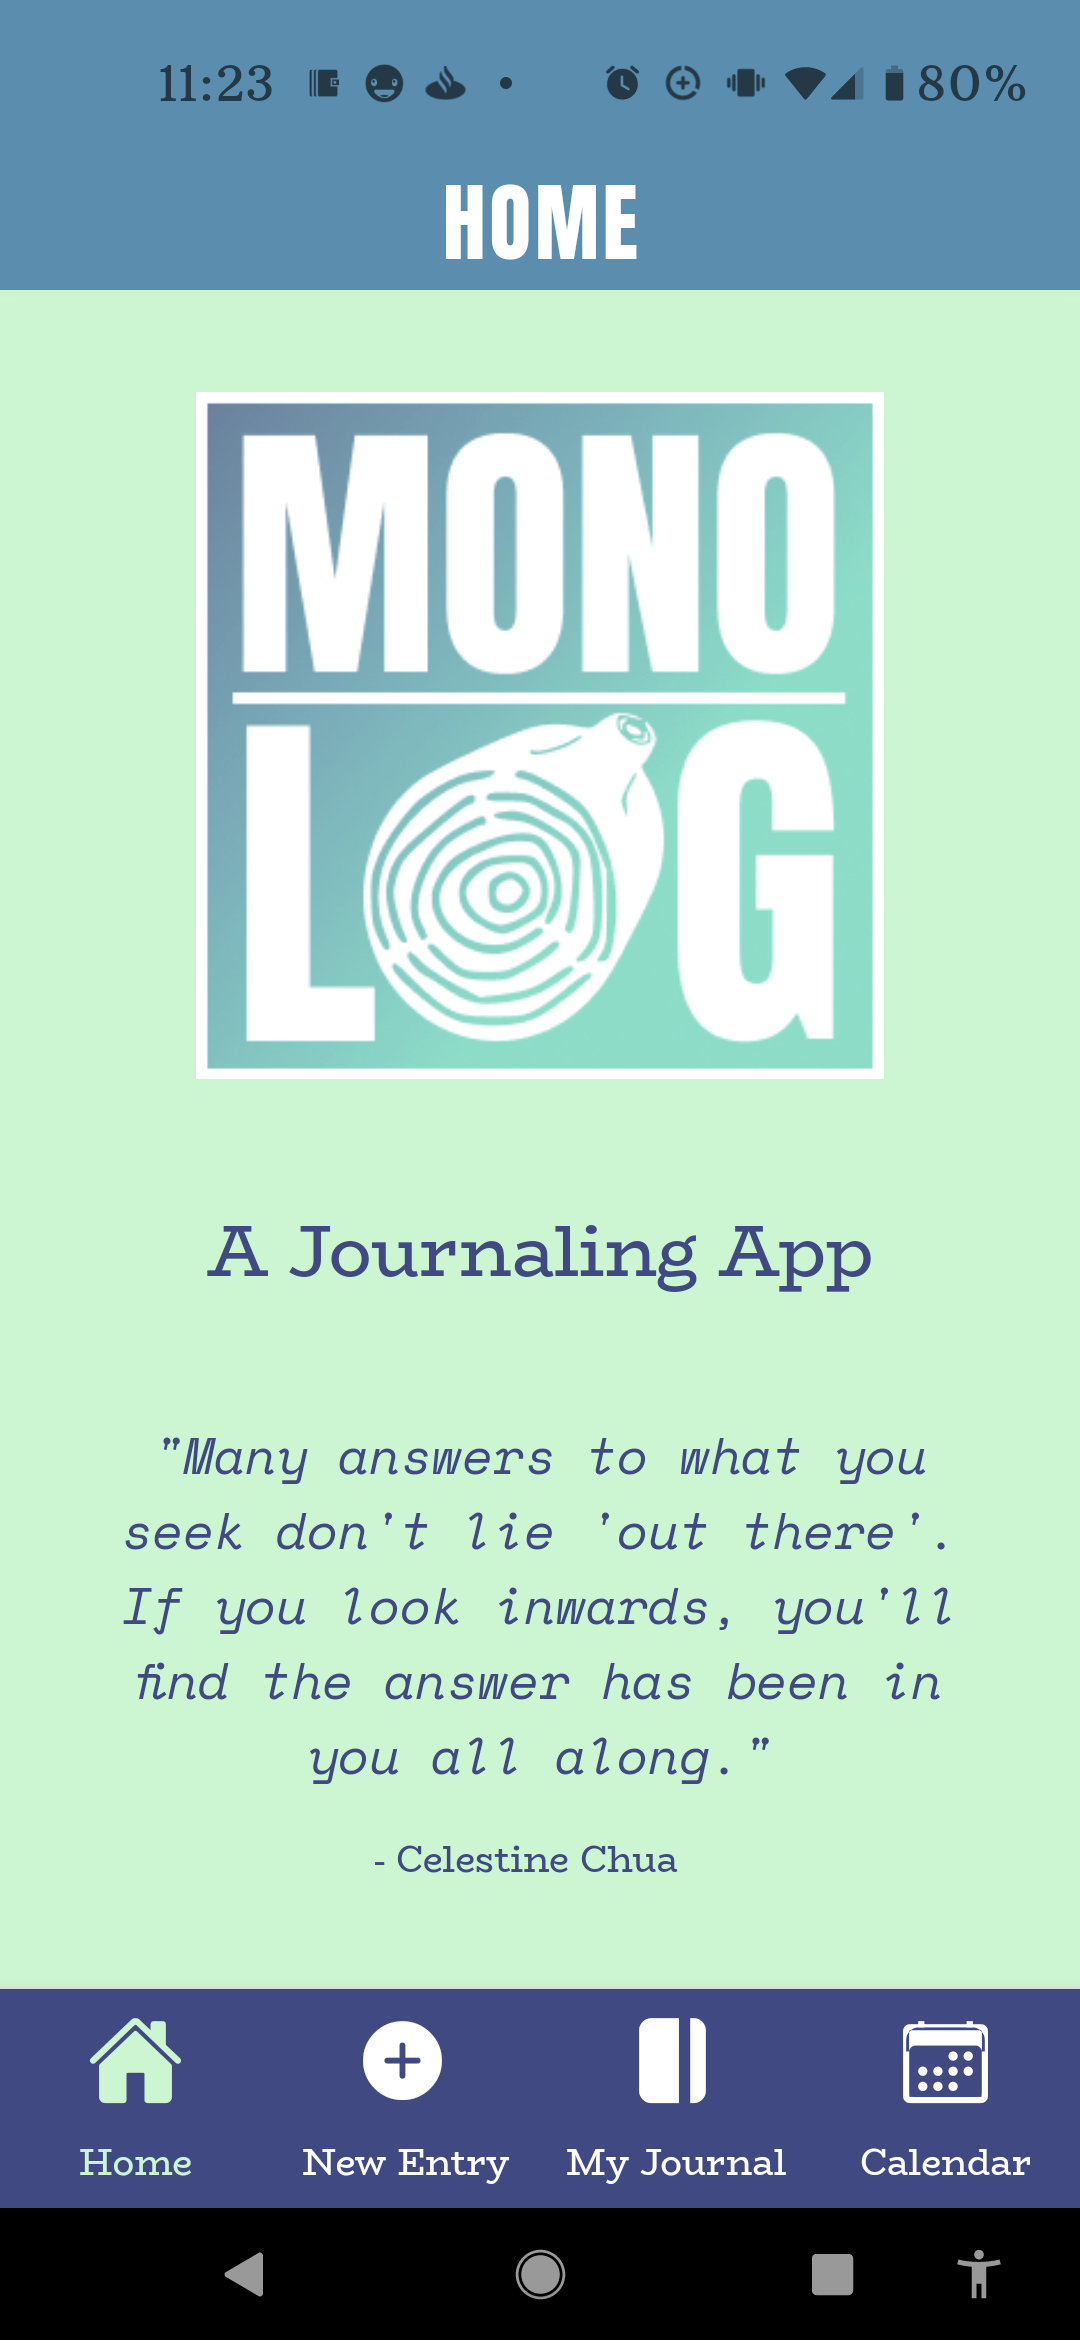 11:23 80%
HOME
MONO
LOG
A Journaling App
"Many answers to what you
seek don't lie 'out there'.
If you look inwards, you'll
find the answer has been in
you all along."
- Celestine Chua
Home New Entry My Journal Calendar